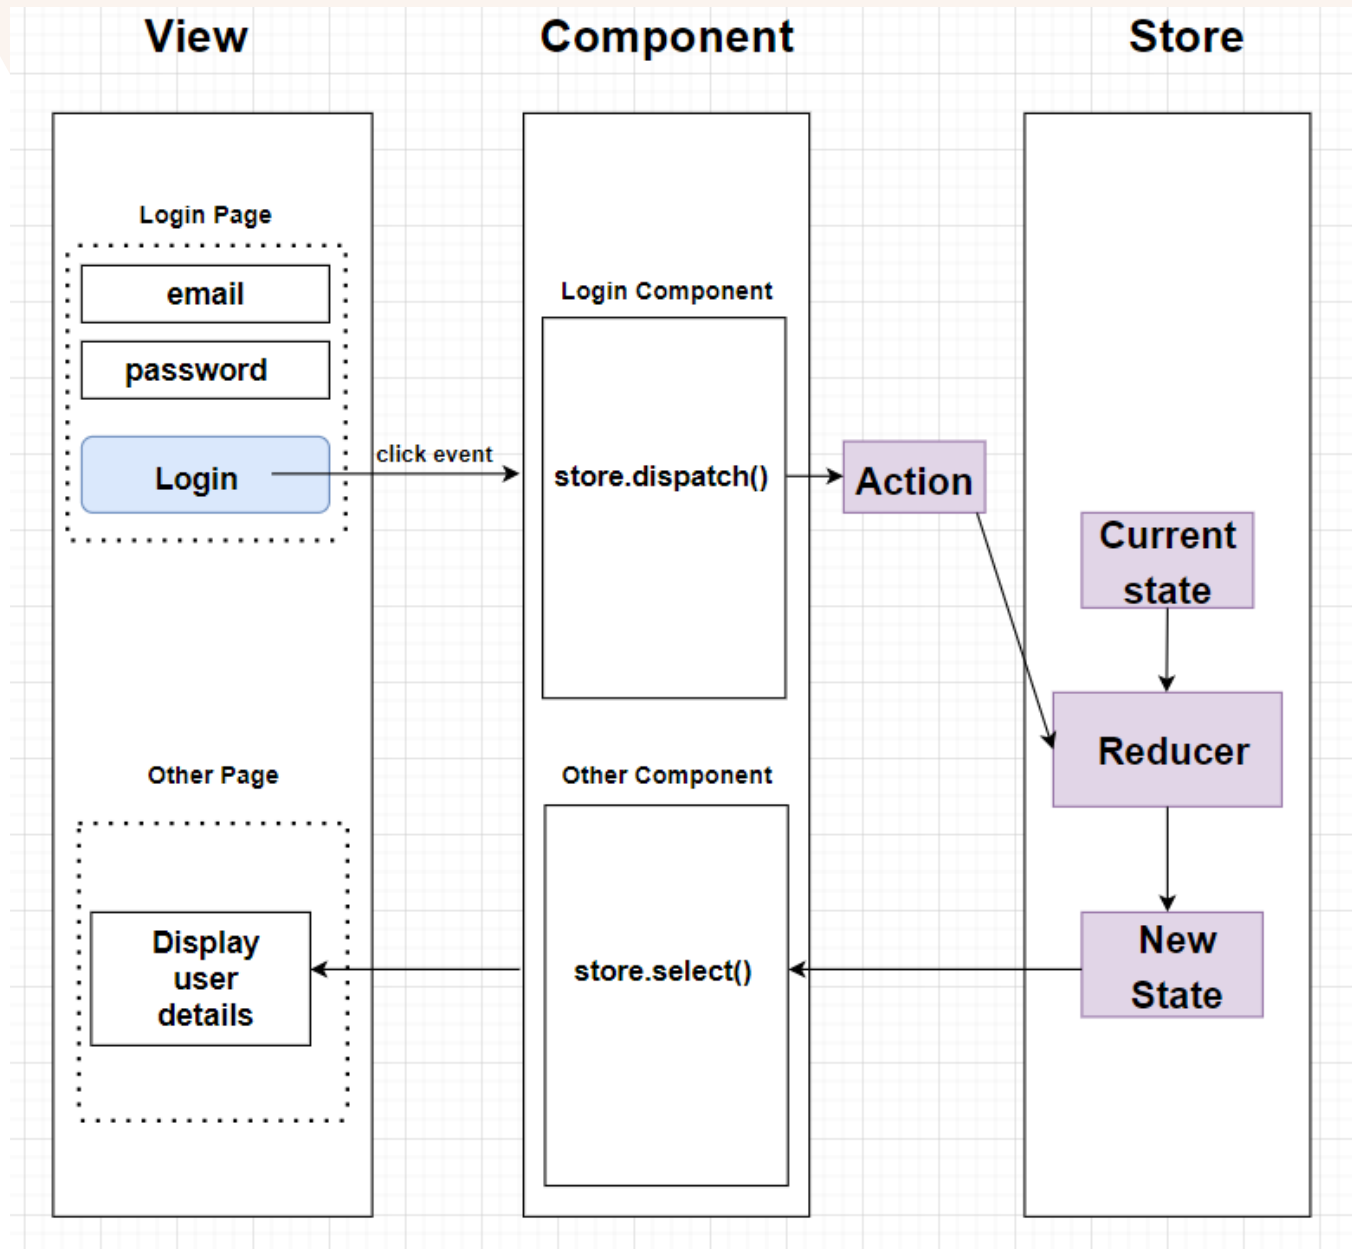 View
Component
Store
Login Page
email
password
Login
click event
Login Component
store.dispatch()
Action
Current
state
Reducer
Other Page
Display
user
details
Other Component
store.select()
New
State